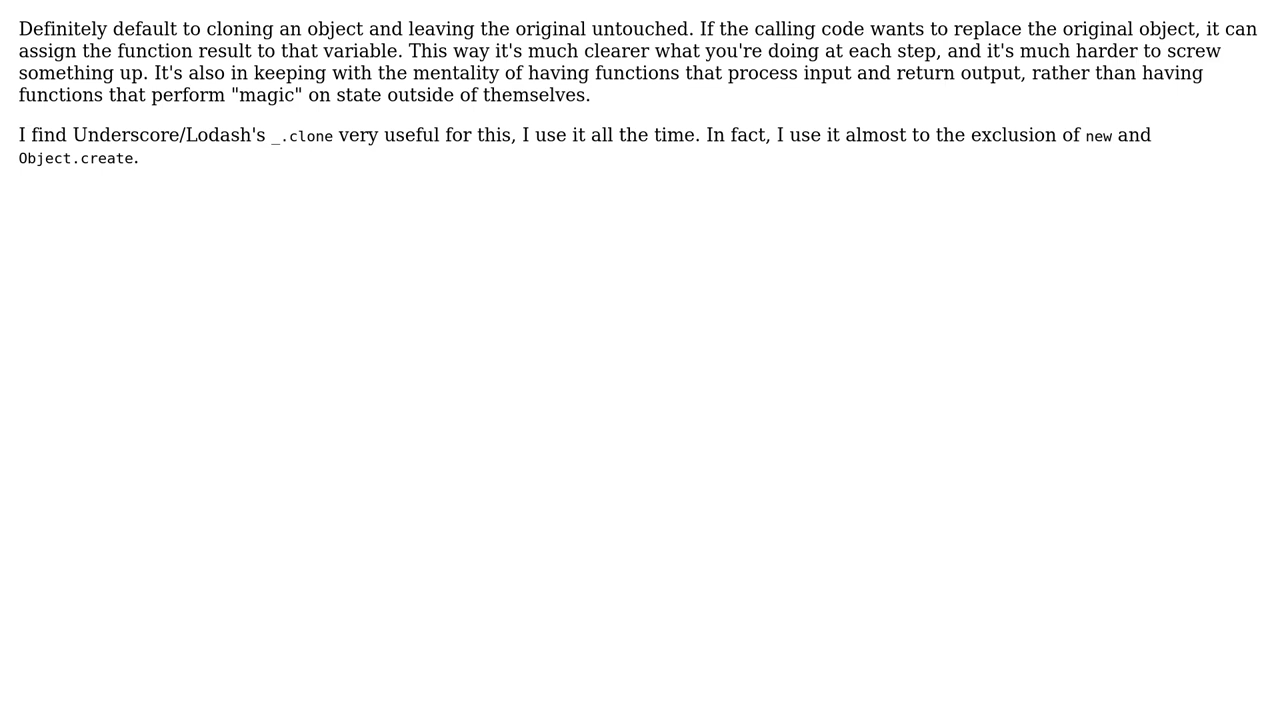 Definitely default to cloning an object and leaving the original untouched. If the calling code wants to replace the original object, it can
assign the function result to that variable. This way it's much clearer what you're doing at each step, and it's much harder to screw
something up. It's also in keeping with the mentality of having functions that process input and return output, rather than having
functions that perform "magic" on state outside of themselves.
I find Underscore/Lodash's _.clone very useful for this, I use it all the time. In fact, I use it almost to the exclusion of new and
Object.create.